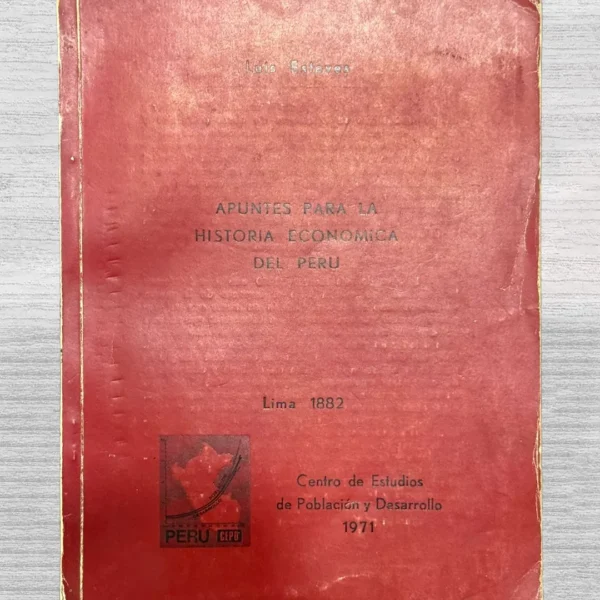 Luis Esteves
APUNTES PARA LA
HISTORIA ECONOMICA
DEL PERU
Lima 1882
Centro de Estudios
de Población y Desarrollo
1971
PERU CEPD